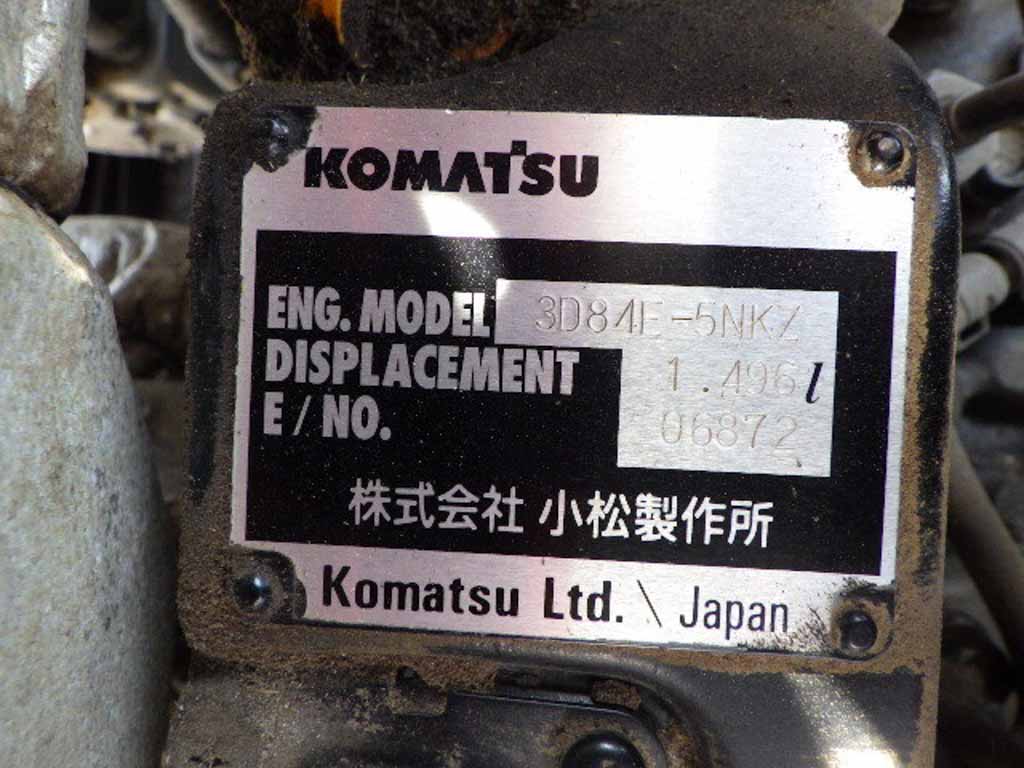 KOMATSU
ENG. MODEL 3D84E-5NKZ
DISPLACEMENT 1.496 l
E / NO. 06872
株式会社 小松製作所
Komatsu Ltd. \ Japan